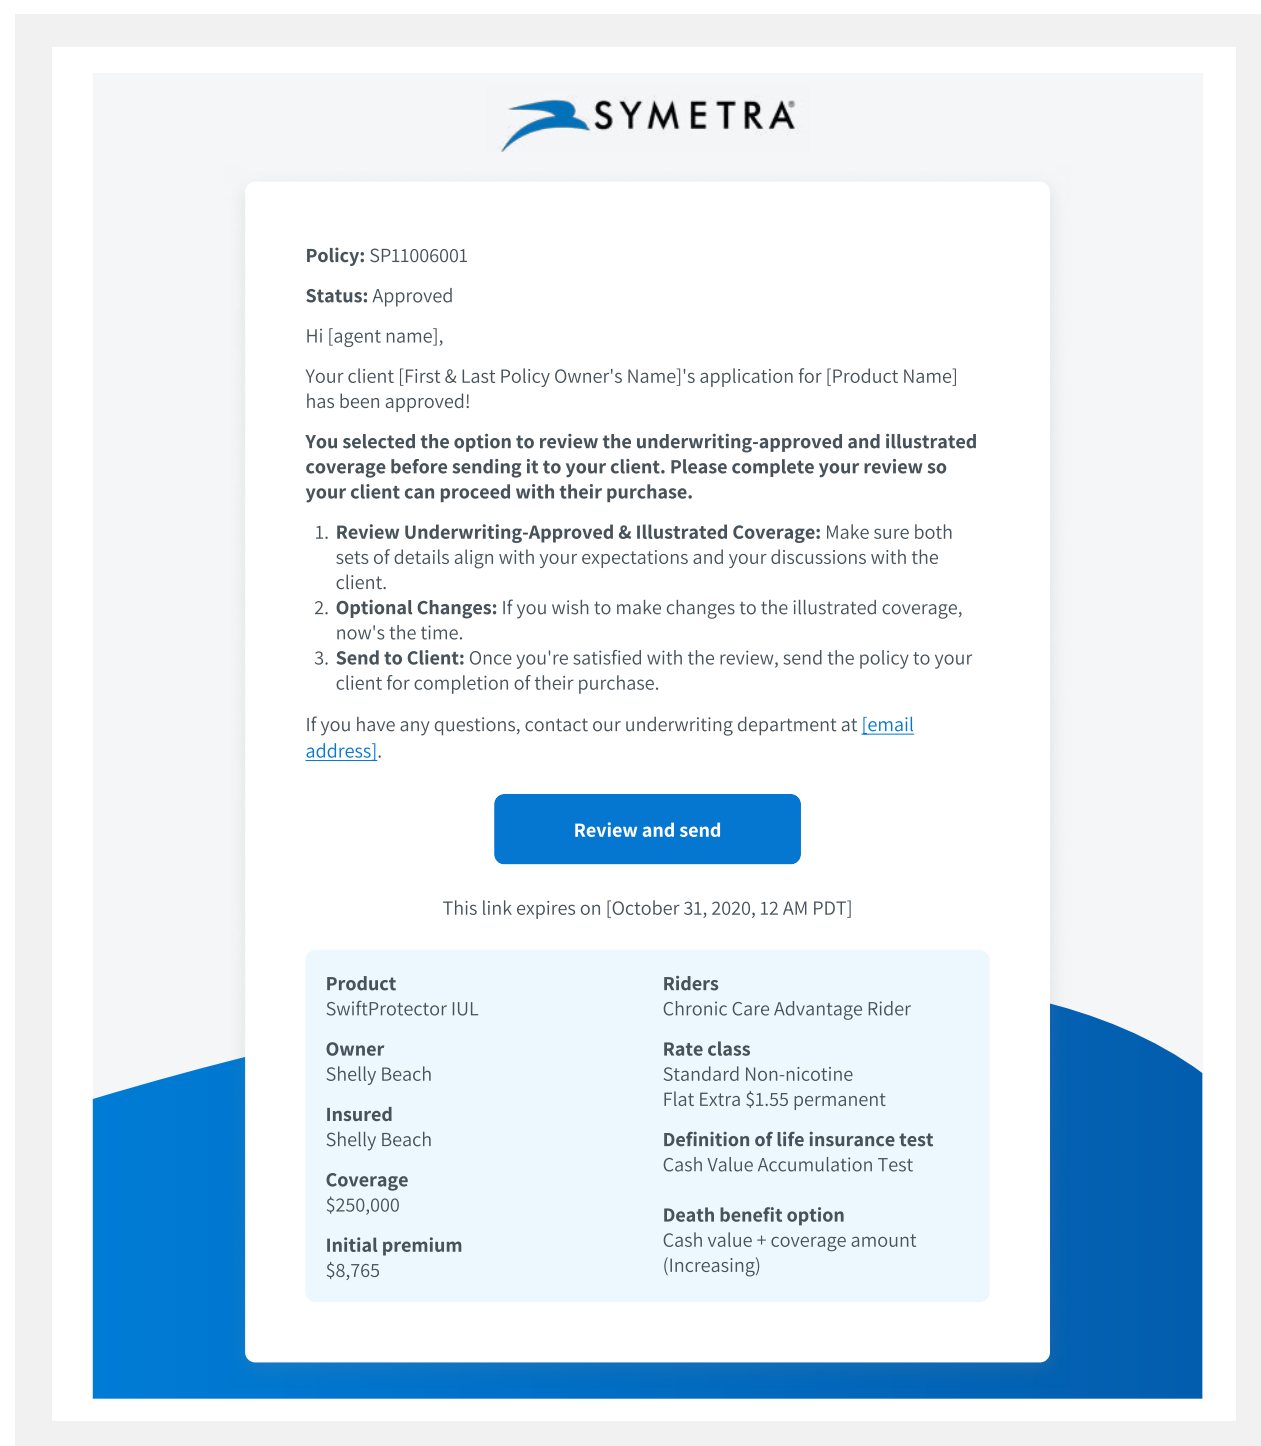 SYMETRA®
Policy: SP11006001
Status: Approved
Hi [agent name],
Your client [First & Last Policy Owner's Name]'s application for [Product Name]
has been approved!
You selected the option to review the underwriting-approved and illustrated
coverage before sending it to your client. Please complete your review so
your client can proceed with their purchase.
1. Review Underwriting-Approved & Illustrated Coverage: Make sure both
sets of details align with your expectations and your discussions with the
client.
2. Optional Changes: If you wish to make changes to the illustrated coverage,
now's the time.
3. Send to Client: Once you're satisfied with the review, send the policy to your
client for completion of their purchase.
If you have any questions, contact our underwriting department at [email
address].
Review and send
This link expires on [October 31, 2020, 12 AM PDT]
Product
SwiftProtector IUL
Owner
Shelly Beach
Insured
Shelly Beach
Coverage
$250,000
Initial premium
$8,765
Riders
Chronic Care Advantage Rider
Rate class
Standard Non-nicotine
Flat Extra $1.55 permanent
Definition of life insurance test
Cash Value Accumulation Test
Death benefit option
Cash value + coverage amount
(Increasing)